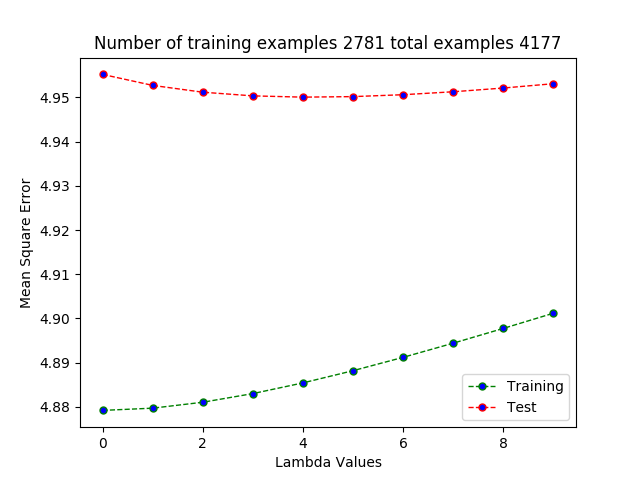 Number of training examples 2781 total examples 4177
Mean Square Error
4.95
4.94
4.93
4.92
4.91
4.90
4.89
4.88
0 2 4 6 8
Lambda Values
Training
Test